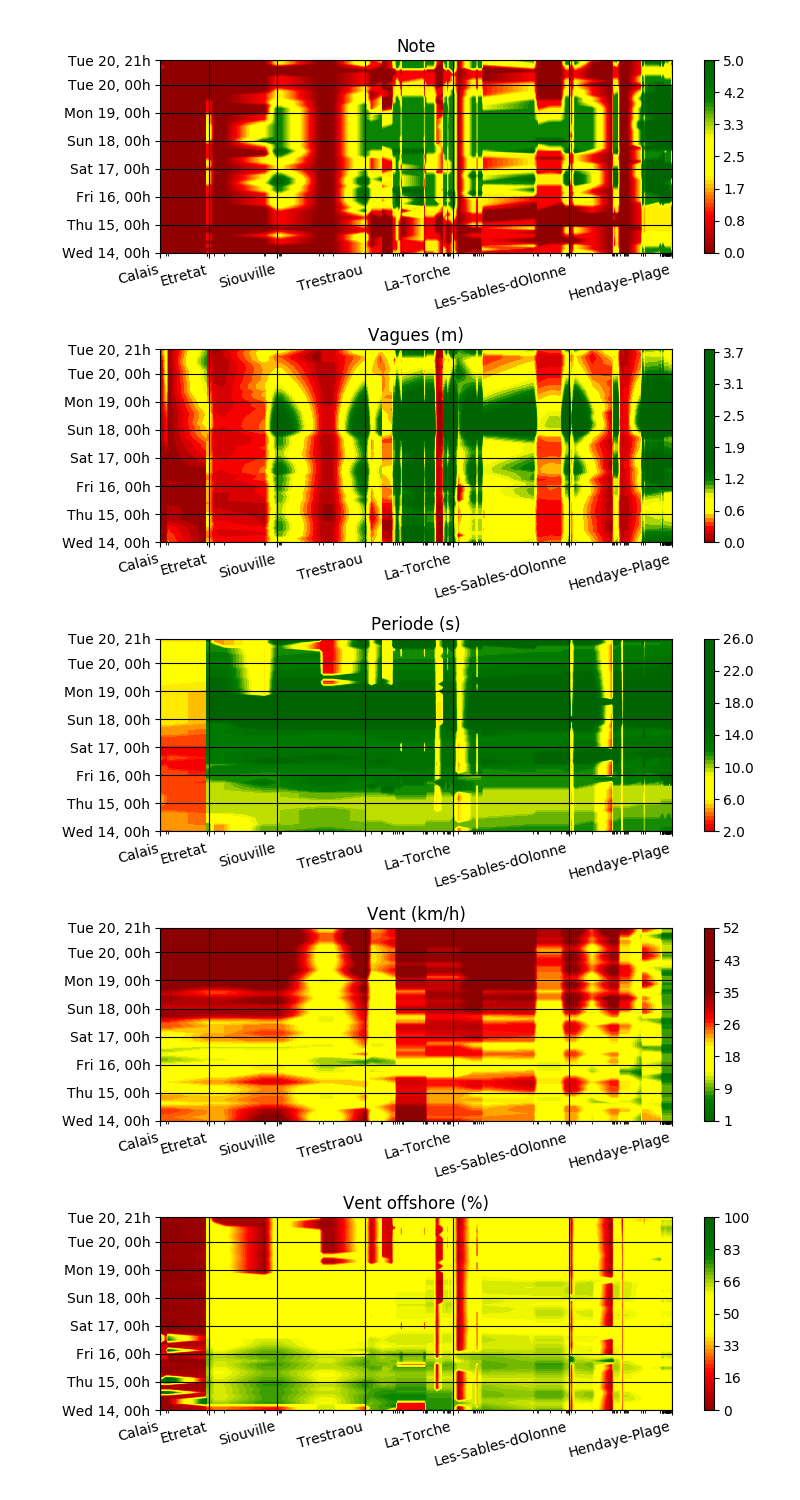 Note
Tue 20, 21h
Tue 20, 00h
Mon 19, 00h
Sun 18, 00h
Sat 17, 00h
Fri 16, 00h
Thu 15, 00h
Wed 14, 00h
Calais Etretat Siouville Trestraou La-Torche Les-Sables-dOlonne Hendaye-Plage
5.0
4.2
3.3
2.5
1.7
0.8
0.0
Vagues (m)
Tue 20, 21h
Tue 20, 00h
Mon 19, 00h
Sun 18, 00h
Sat 17, 00h
Fri 16, 00h
Thu 15, 00h
Wed 14, 00h
Calais Etretat Siouville Trestraou La-Torche Les-Sables-dOlonne Hendaye-Plage
3.7
3.1
2.5
1.9
1.2
0.6
0.0
Periode (s)
Tue 20, 21h
Tue 20, 00h
Mon 19, 00h
Sun 18, 00h
Sat 17, 00h
Fri 16, 00h
Thu 15, 00h
Wed 14, 00h
Calais Etretat Siouville Trestraou La-Torche Les-Sables-dOlonne Hendaye-Plage
26.0
22.0
18.0
14.0
10.0
6.0
2.0
Vent (km/h)
Tue 20, 21h
Tue 20, 00h
Mon 19, 00h
Sun 18, 00h
Sat 17, 00h
Fri 16, 00h
Thu 15, 00h
Wed 14, 00h
Calais Etretat Siouville Trestraou La-Torche Les-Sables-dOlonne Hendaye-Plage
52
43
35
26
18
9
1
Vent offshore (%)
Tue 20, 21h
Tue 20, 00h
Mon 19, 00h
Sun 18, 00h
Sat 17, 00h
Fri 16, 00h
Thu 15, 00h
Wed 14, 00h
Calais Etretat Siouville Trestraou La-Torche Les-Sables-dOlonne Hendaye-Plage
100
83
66
50
33
16
0